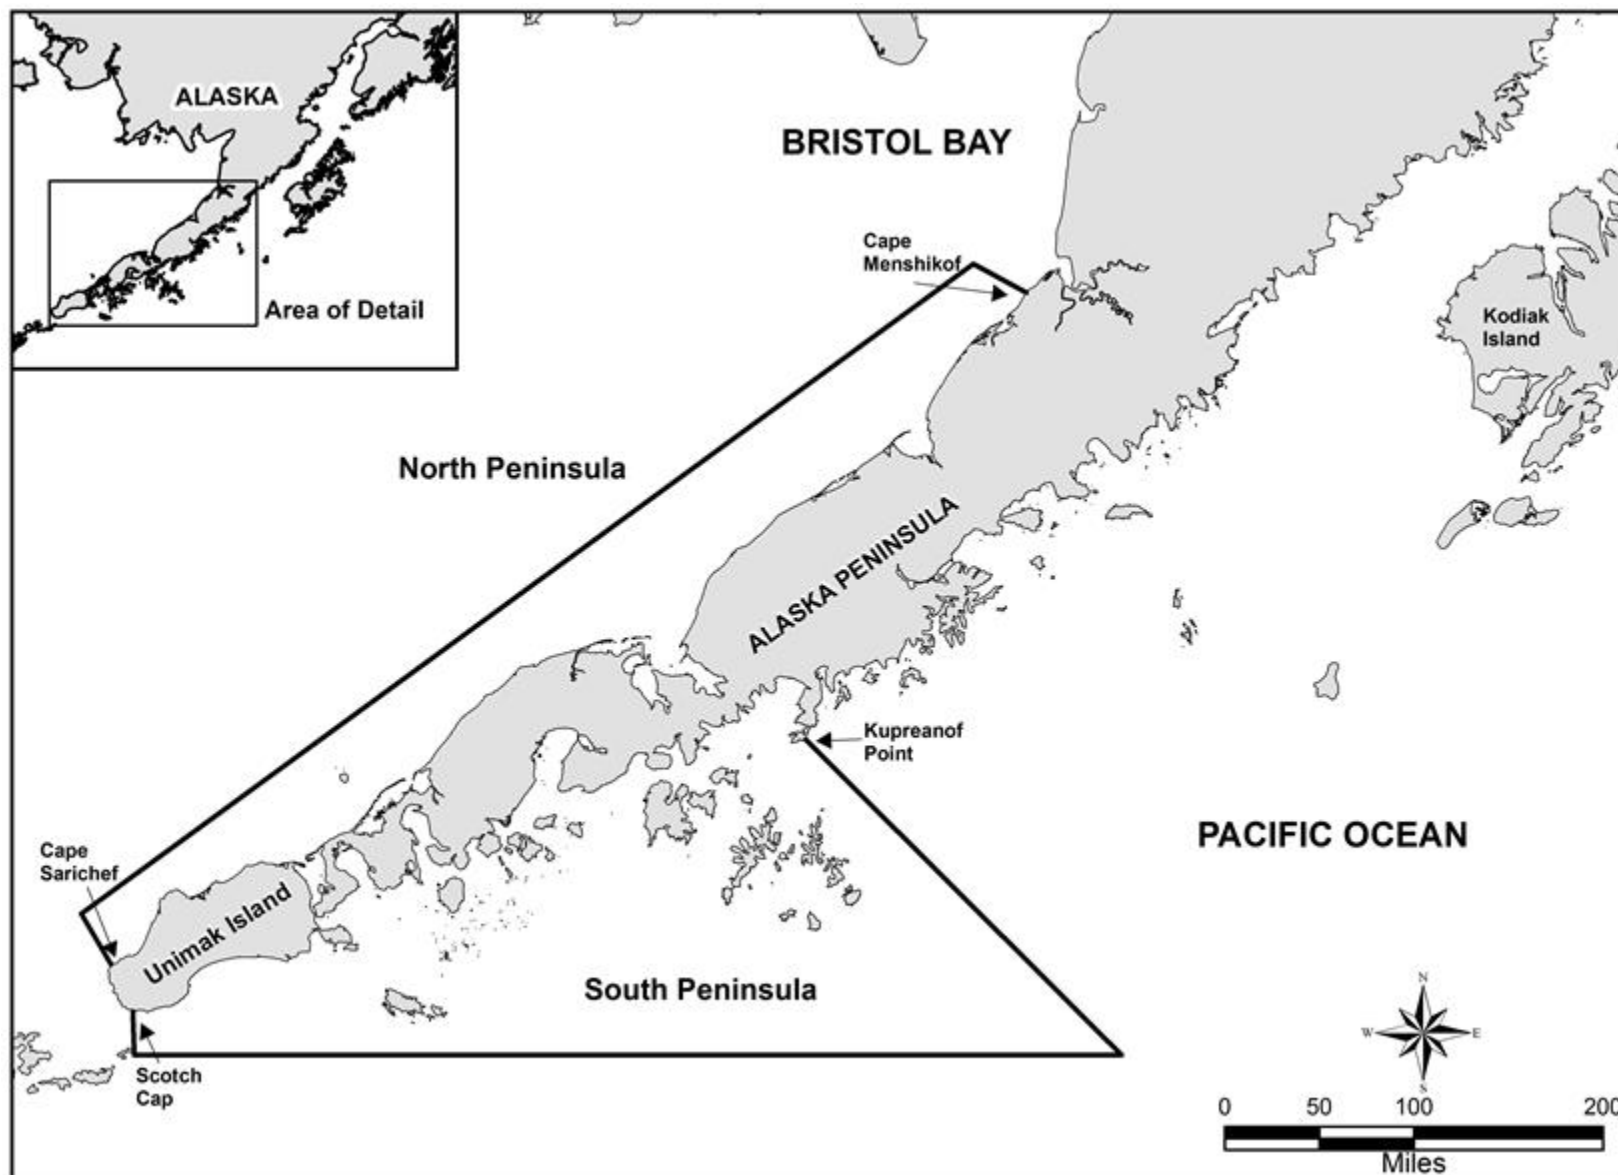 ALASKA
Area of Detail
BRISTOL BAY
Cape
Menshikof
Kodiak
Island
North Peninsula
ALASKA PENINSULA
Kupreanof
Point
PACIFIC OCEAN
Cape
Sarichef
Unimak Island
South Peninsula
Scotch
Cap
N
W
E
S
0 50 100 200
Miles